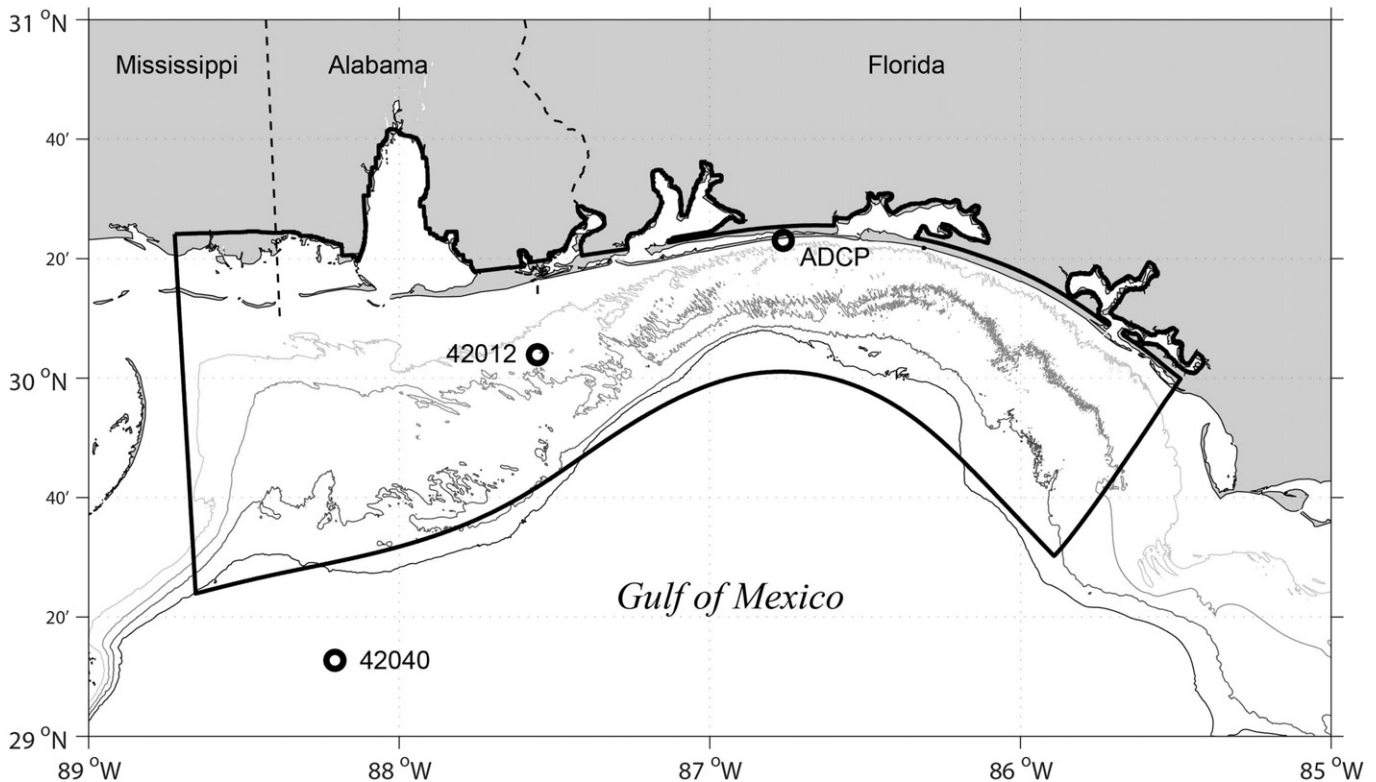 31 °N
Mississippi Alabama Florida
40'
20'
ADCP
42012
30 °N
40'
Gulf of Mexico
20'
42040
29 °N
89 °W 88 °W 87 °W 86 °W 85 °W